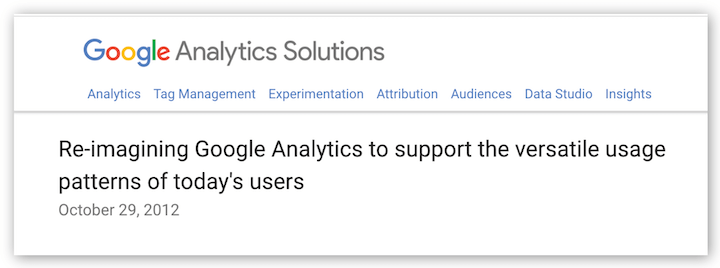 Google Analytics Solutions
Analytics Tag Management Experimentation Attribution Audiences Data Studio Insights
Re-imagining Google Analytics to support the versatile usage
patterns of today's users
October 29, 2012